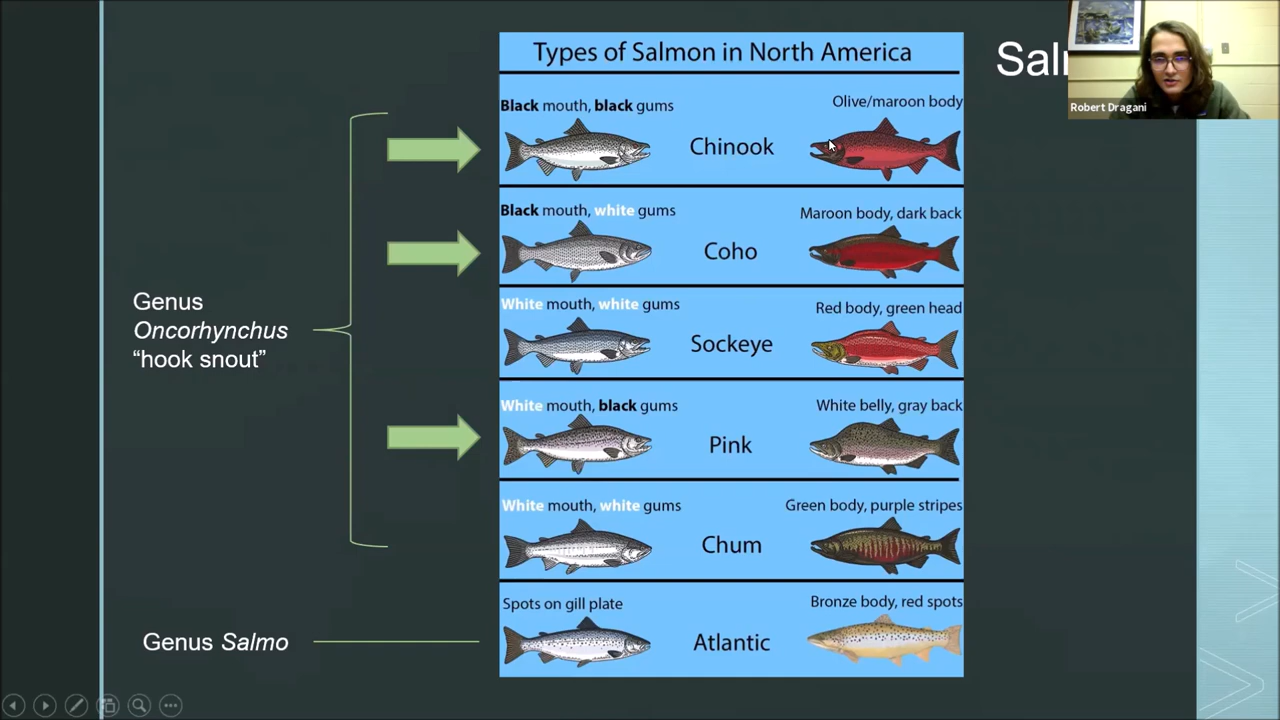 Types of Salmon in North America
Sal
Robert Dragani
Black mouth, black gums
Olive/maroon body
Chinook
Black mouth, white gums
Maroon body, dark back
Coho
Genus
Oncorhynchus
“hook snout”
White mouth, white gums
Red body, green head
Sockeye
White mouth, black gums
White belly, gray back
Pink
White mouth, white gums
Green body, purple stripes
Chum
Genus Salmo
Spots on gill plate
Bronze body, red spots
Atlantic